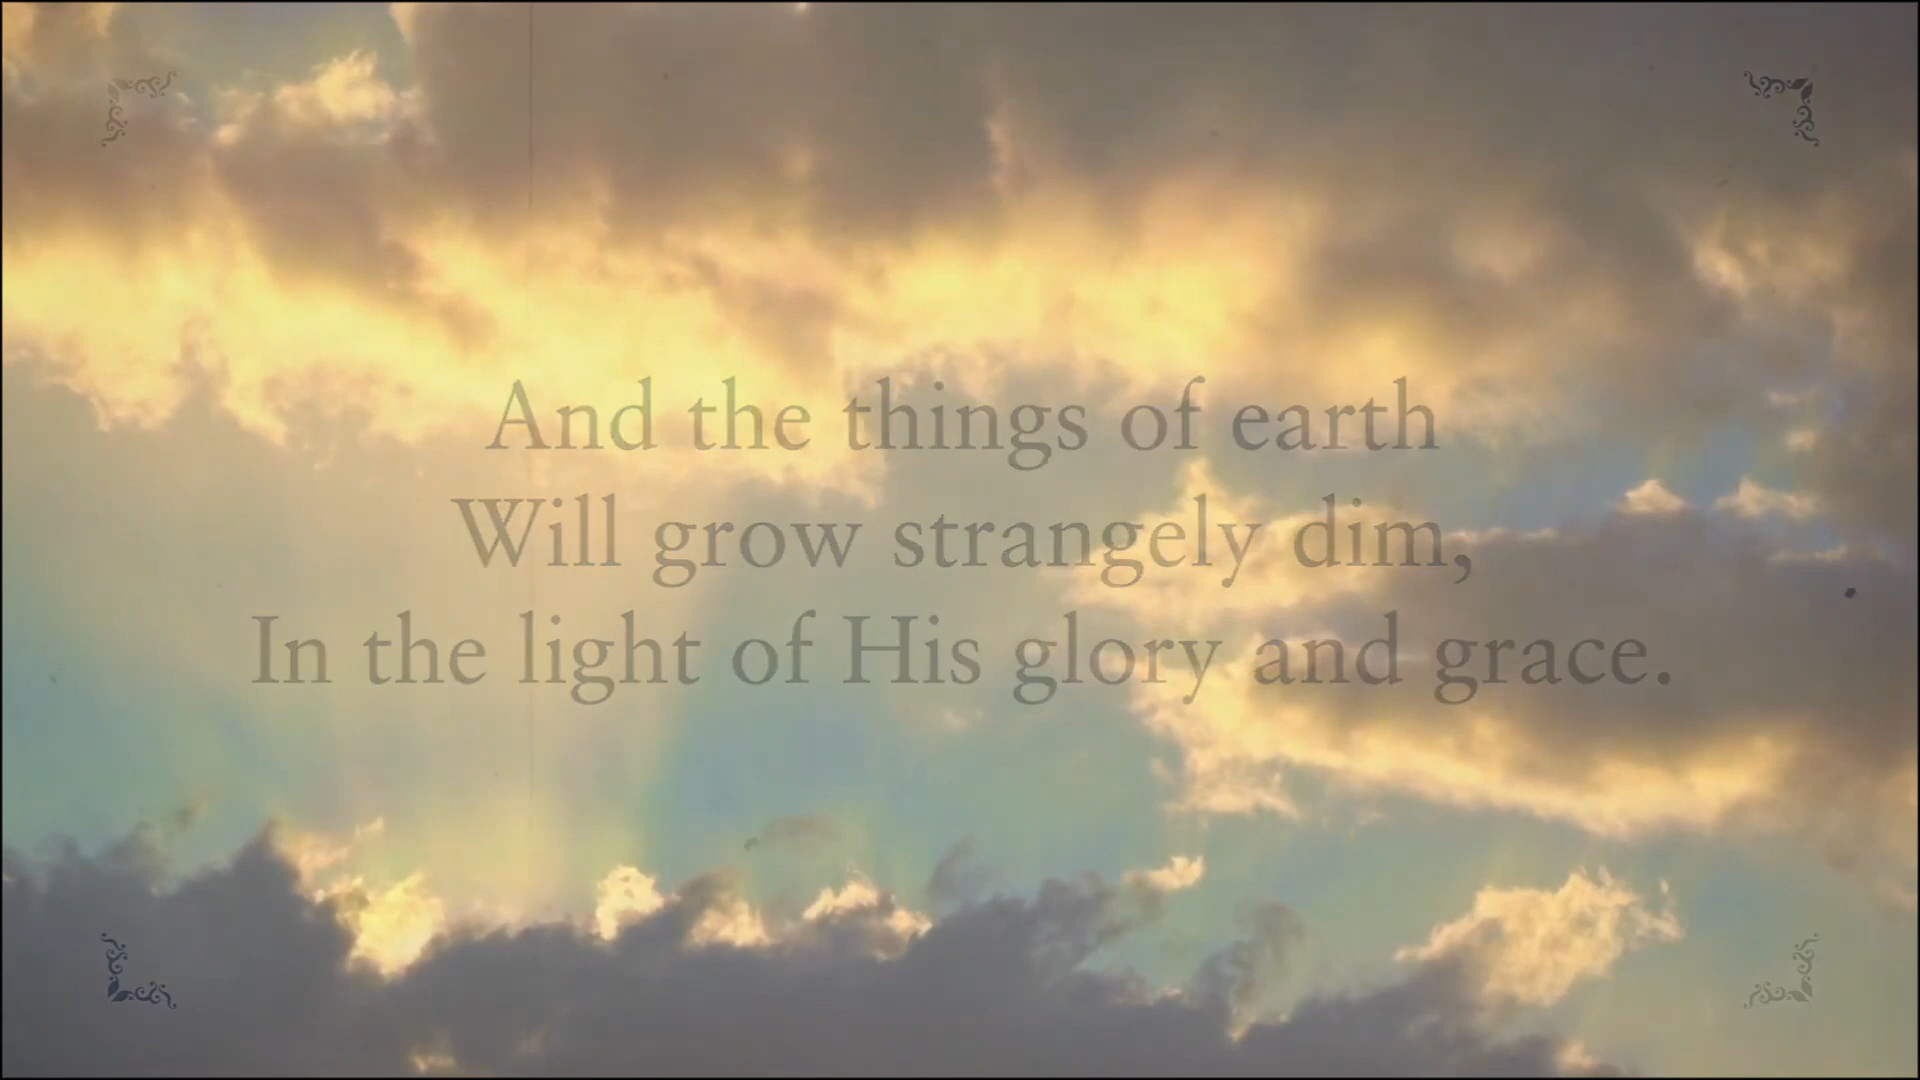 And the things of earth
Will grow strangely dim,
In the light of His glory and grace.